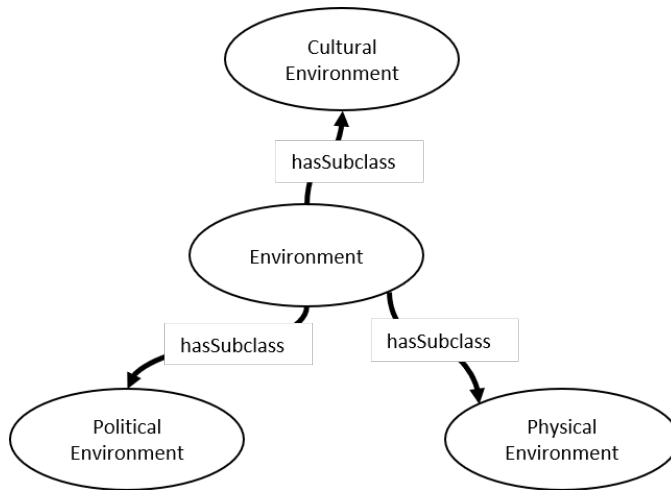 Cultural
Environment
hasSubclass
Environment
hasSubclass
hasSubclass
Political
Environment
Physical
Environment